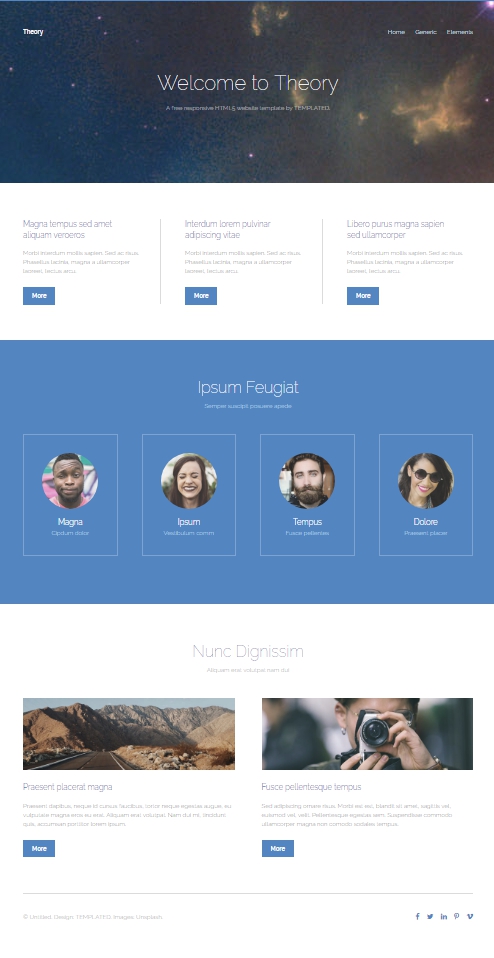 Theory
Home Generic Elements
Welcome to Theory
A free responsive HTML5 website template by TEMPLATED.
Magna tempus sed amet
aliquam veroeros
Morbi interdum mollis sapien. Sed ac risus.
Phasellus lacinia, magna a ullamcorper
laoreet, lectus arcu.
More
Interdum lorem pulvinar
adipiscing vitae
Morbi interdum mollis sapien. Sed ac risus.
Phasellus lacinia, magna a ullamcorper
laoreet, lectus arcu.
More
Libero purus magna sapien
sed ullamcorper
Morbi interdum mollis sapien. Sed ac risus.
Phasellus lacinia, magna a ullamcorper
laoreet, lectus arcu.
More
Ipsum Feugiat
Semper suscipit posuere apede
Magna
Cipdum dolor
Ipsum
Vestibulum comm
Tempus
Fusce pellentes
Dolore
Praesent placer
Nunc Dignissim
Aliquam erat volutpat nam dui
Praesent placerat magna
Praesent dapibus, neque id cursus faucibus, tortor neque egestas augue, eu
vulputate magna eros eu erat. Aliquam erat volutpat. Nam dui mi, tincidunt
quis, accumsan porttitor lorem ipsum.
More
Fusce pellentesque tempus
Sed adipiscing ornare risus. Morbi est est, blandit sit amet, sagittis vel,
euismod vel, velit. Pellentesque egestas sem. Suspendisse commodo
ullamcorper magna non comodo sodales tempus.
More
© Untitled. Design: TEMPLATED. Images: Unsplash.